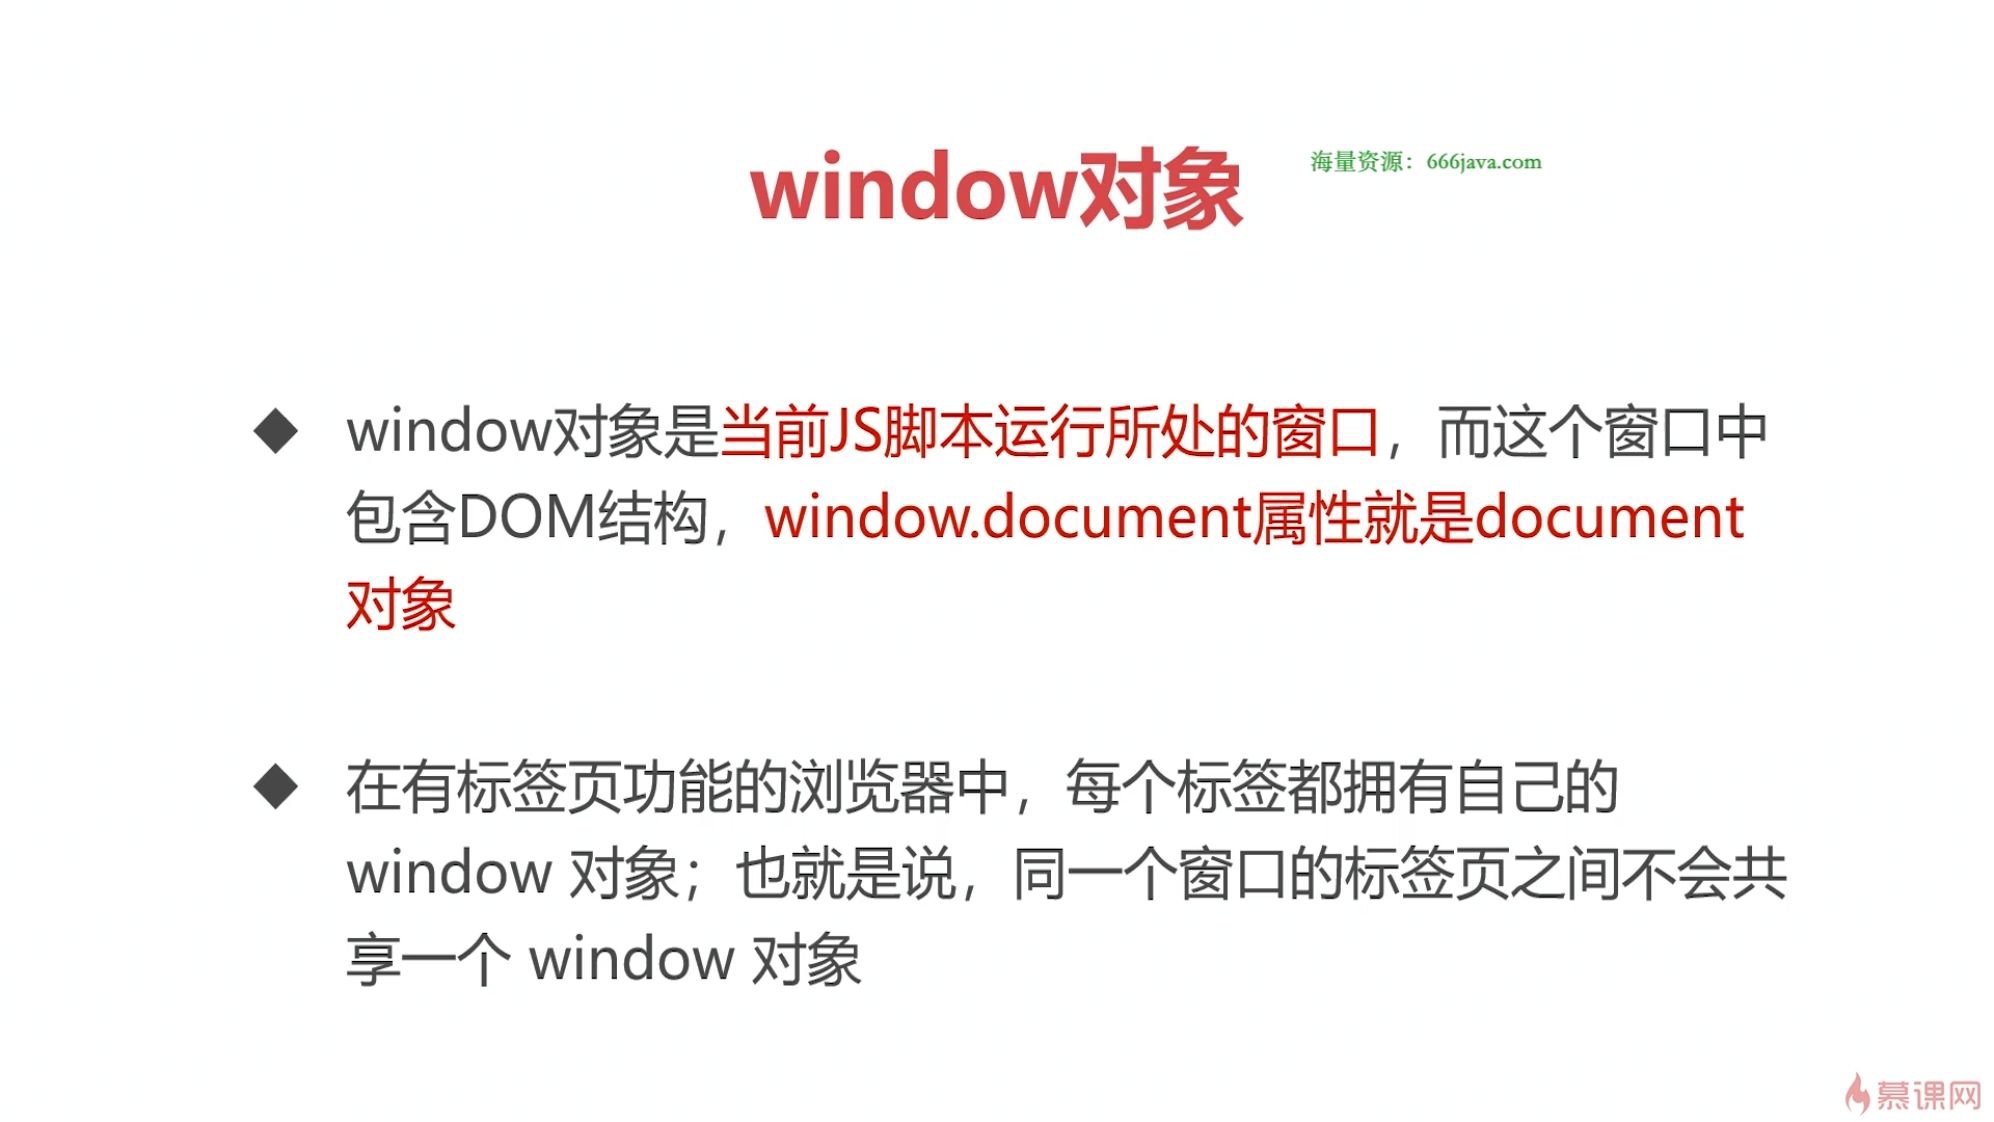 window对象
海量资源：666java.com
window对象是当前JS脚本运行所处的窗口，而这个窗口中
包含DOM结构，window.document属性就是document
对象
在有标签页功能的浏览器中，每个标签都拥有自己的
window 对象；也就是说，同一个窗口的标签页之间不会共
享一个 window 对象
慕课网